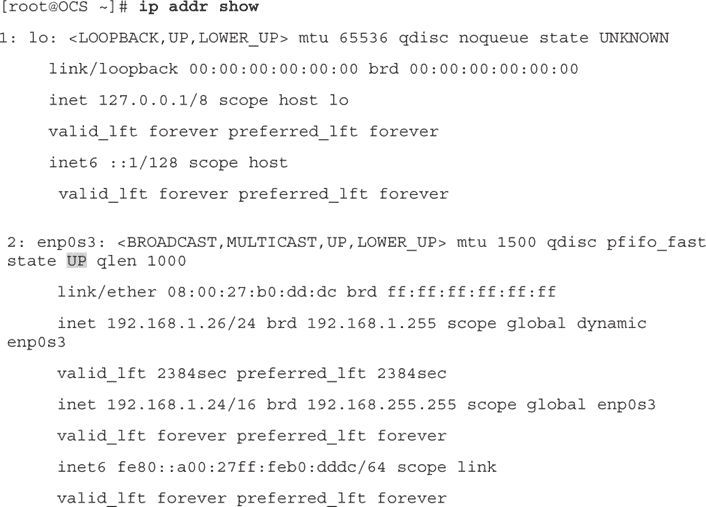 [root@OCS ~]# ip addr show
1: lo: <LOOPBACK,UP,LOWER_UP> mtu 65536 qdisc noqueue state UNKNOWN
link/loopback 00:00:00:00:00:00 brd 00:00:00:00:00:00
inet 127.0.0.1/8 scope host lo
valid_lft forever preferred_lft forever
inet6 ::1/128 scope host
valid_lft forever preferred_lft forever
2: enp0s3: <BROADCAST,MULTICAST,UP,LOWER_UP> mtu 1500 qdisc pfifo_fast
state UP qlen 1000
link/ether 08:00:27:b0:dd:dc brd ff:ff:ff:ff:ff:ff
inet 192.168.1.26/24 brd 192.168.1.255 scope global dynamic
enp0s3
valid_lft 2384sec preferred_lft 2384sec
inet 192.168.1.24/16 brd 192.168.255.255 scope global enp0s3
valid_lft forever preferred_lft forever
inet6 fe80::a00:27ff:feb0:dddc/64 scope link
valid_lft forever preferred_lft forever